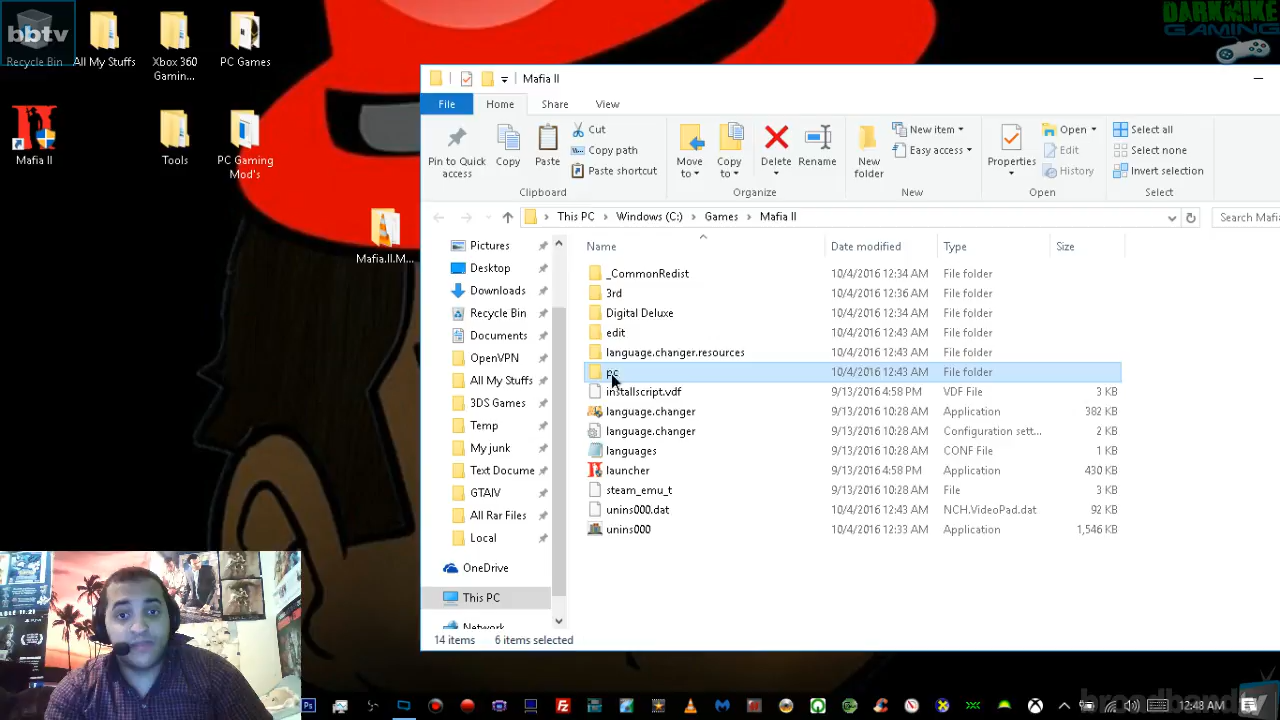 bbtv
Recycle Bin
All My Stuffs
Xbox 360
Gamin...
PC Games
Mafia II
Tools
PC Gaming
Mod's
Mafia.II.M...
DARKMIKE
GAMING
Mafia II
File
Home
Share
View
Pin to Quick
access
Copy
Paste
Cut
Copy path
Paste shortcut
Clipboard
Move
to
Copy
to
Delete
Rename
Organize
New
folder
New item
Easy access
New
Properties
Open
Edit
History
Open
Select all
Select none
Invert selection
Select
This PC > Windows (C:) > Games > Mafia II
Search Mafi
Pictures
Desktop
Downloads
Recycle Bin
Documents
OpenVPN
All My Stuffs
3DS Games
Temp
My junk
Text Docume
GTAIV
All Rar Files
Local
OneDrive
This PC
Network
Name Date modified Type Size
_CommonRedist 10/4/2016 12:34 AM File folder
3rd 10/4/2016 12:36 AM File folder
Digital Deluxe 10/4/2016 12:34 AM File folder
edit 10/4/2016 12:43 AM File folder
language.changer.resources 10/4/2016 12:43 AM File folder
pc 10/4/2016 12:43 AM File folder
installscript.vdf 9/13/2016 4:58 PM VDF File 3 KB
language.changer 9/13/2016 10:28 AM Application 382 KB
language.changer 9/13/2016 10:28 AM Configuration sett... 2 KB
languages 9/13/2016 10:28 AM CONF File 1 KB
launcher 9/13/2016 4:58 PM Application 430 KB
steam_emu_t 9/13/2016 10:28 AM File 3 KB
unins000.dat 10/4/2016 12:43 AM NCH.VideoPad.dat 92 KB
unins000 10/4/2016 12:33 AM Application 1,546 KB
14 items 6 items selected
Ps
12:48 AM
broadbandtv